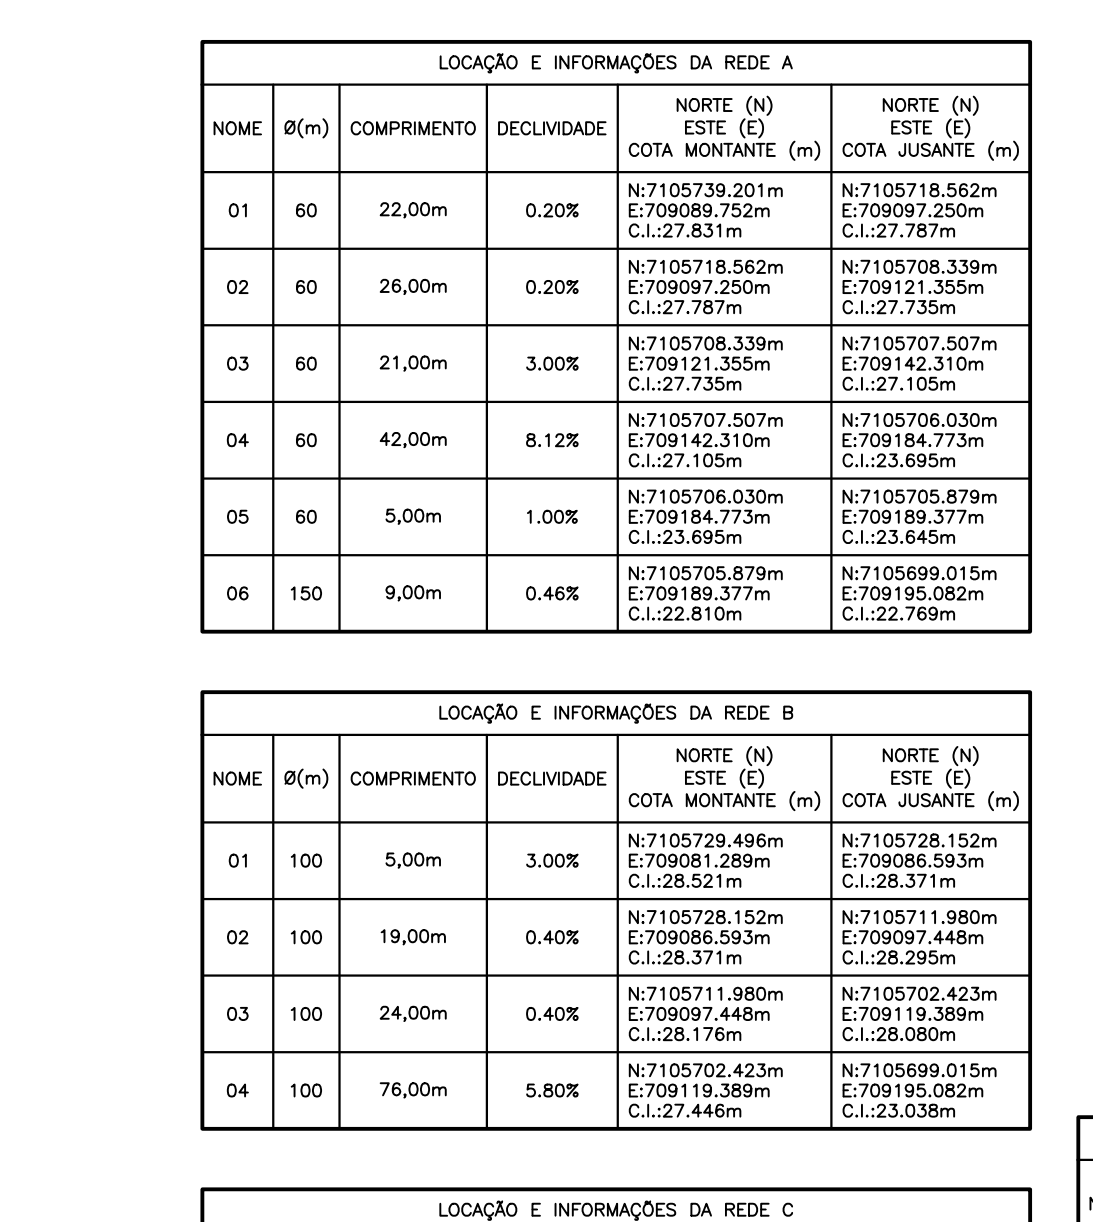 LOCAÇÃO E INFORMAÇÕES DA REDE A
NOME Ø(m) COMPRIMENTO DECLIVIDADE NORTE (N) NORTE (N)
ESTE (E) ESTE (E)
COTA MONTANTE (m) COTA JUSANTE (m)
N:7105739.201m N:7105718.562m
01 60 22,00m 0.20% E:709089.752m E:709097.250m
C.I.:27.831m C.I.:27.787m
N:7105718.562m N:7105708.339m
02 60 26,00m 0.20% E:709097.250m E:709121.355m
C.I.:27.787m C.I.:27.735m
N:7105708.339m N:7105707.507m
03 60 21,00m 3.00% E:709121.355m E:709142.310m
C.I.:27.735m C.I.:27.105m
N:7105707.507m N:7105706.030m
04 60 42,00m 8.12% E:709142.310m E:709184.773m
C.I.:27.105m C.I.:23.695m
N:7105706.030m N:7105705.879m
05 60 5,00m 1.00% E:709184.773m E:709189.377m
C.I.:23.695m C.I.:23.645m
N:7105705.879m N:7105699.015m
06 150 9,00m 0.46% E:709189.377m E:709195.082m
C.I.:22.810m C.I.:22.769m
LOCAÇÃO E INFORMAÇÕES DA REDE B
NOME Ø(m) COMPRIMENTO DECLIVIDADE NORTE (N) NORTE (N)
ESTE (E) ESTE (E)
COTA MONTANTE (m) COTA JUSANTE (m)
N:7105729.496m N:7105728.152m
01 100 5,00m 3.00% E:709081.289m E:709086.593m
C.I.:28.521m C.I.:28.371m
N:7105728.152m N:7105711.980m
02 100 19,00m 0.40% E:709086.593m E:709097.448m
C.I.:28.371m C.I.:28.295m
N:7105711.980m N:7105702.423m
03 100 24,00m 0.40% E:709097.448m E:709119.389m
C.I.:28.176m C.I.:28.080m
N:7105702.423m N:7105699.015m
04 100 76,00m 5.80% E:709119.389m E:709195.082m
C.I.:27.446m C.I.:23.038m
LOCAÇÃO E INFORMAÇÕES DA REDE C